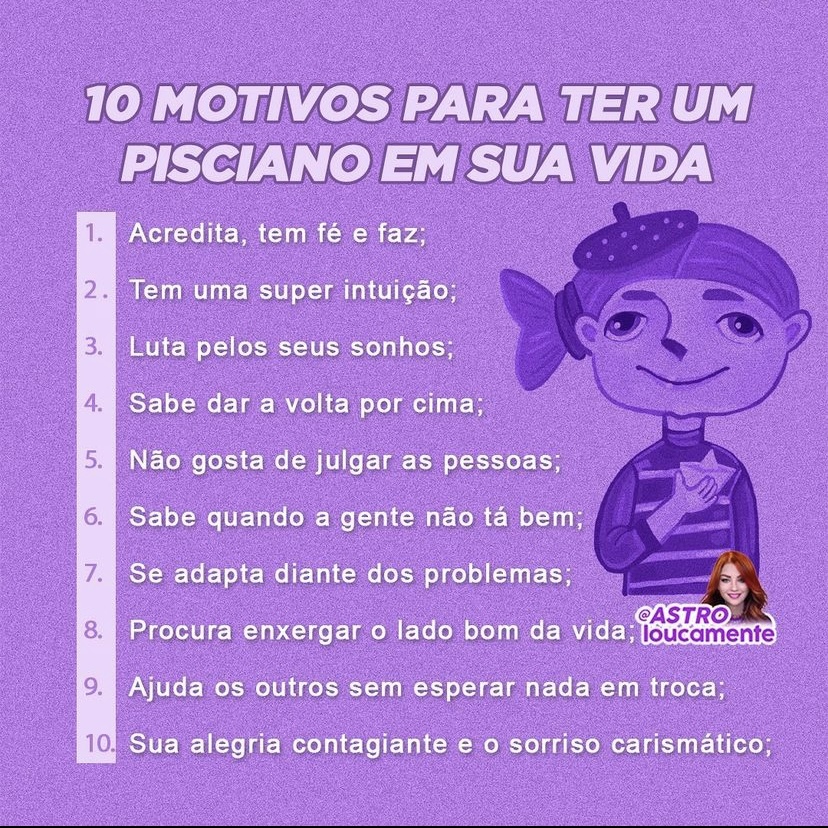 10 MOTIVOS PARA TER UM
PISCIANO EM SUA VIDA
1. Acredita, tem fé e faz;
2. Tem uma super intuição;
3. Luta pelos seus sonhos;
4. Sabe dar a volta por cima;
5. Não gosta de julgar as pessoas;
6. Sabe quando a gente não tá bem;
7. Se adapta diante dos problemas;
8. Procura enxergar o lado bom da vida;
@ASTRO
loucamente
9. Ajuda os outros sem esperar nada em troca;
10. Sua alegria contagiante e o sorriso carismático;